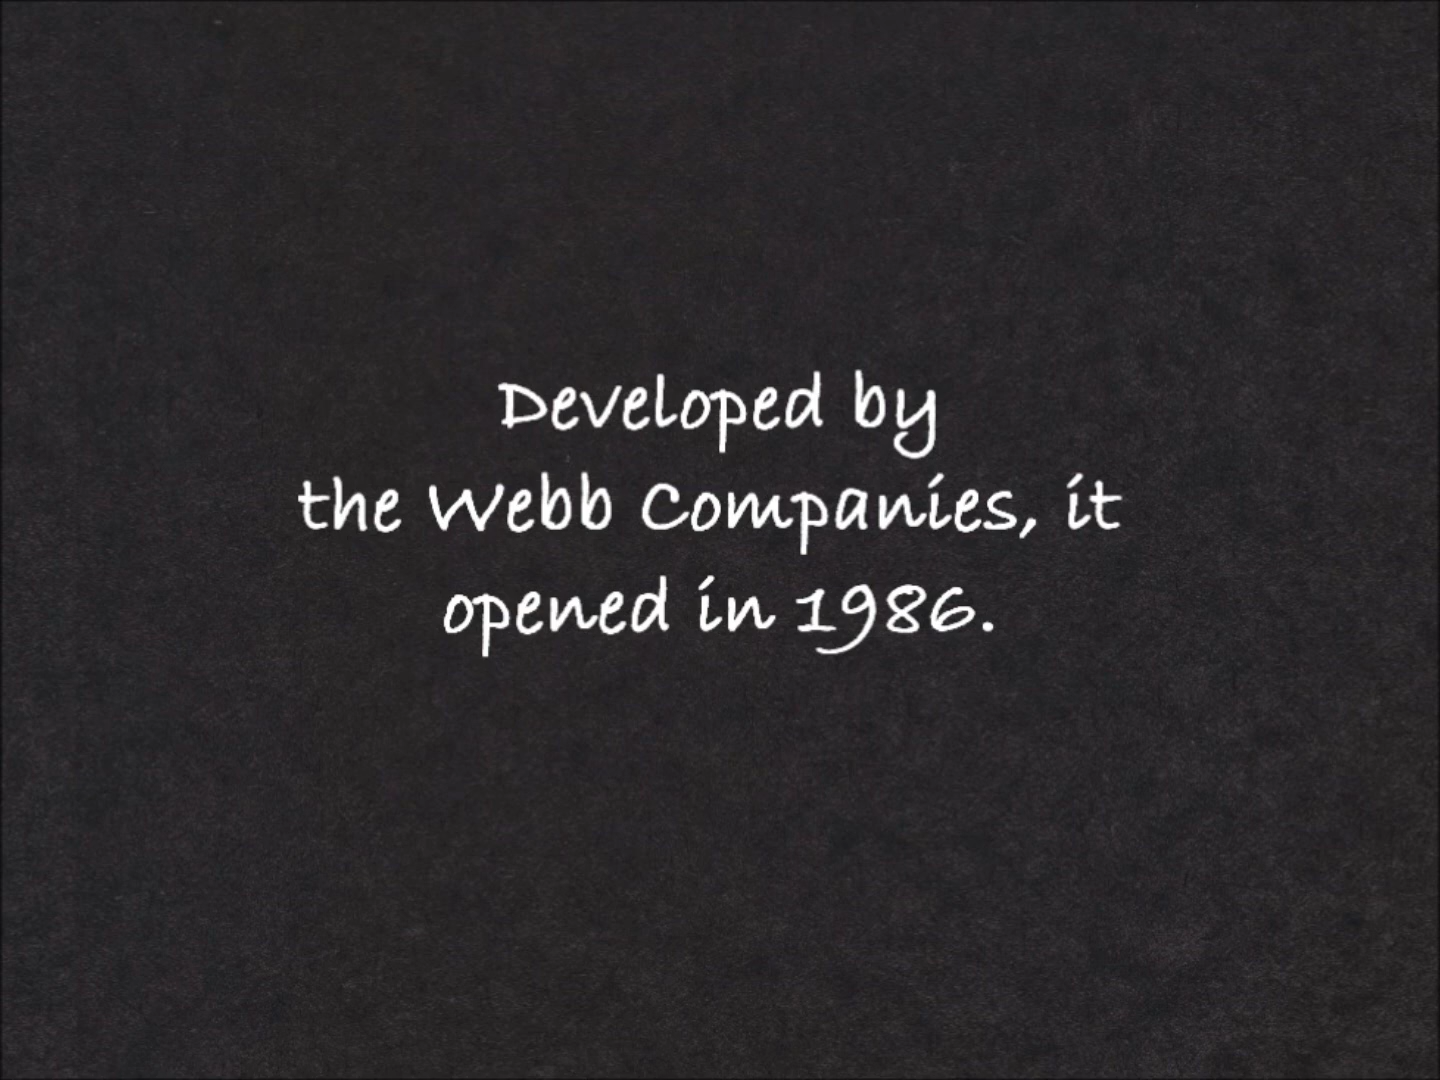 Developed by
the Webb Companies, it
opened in 1986.